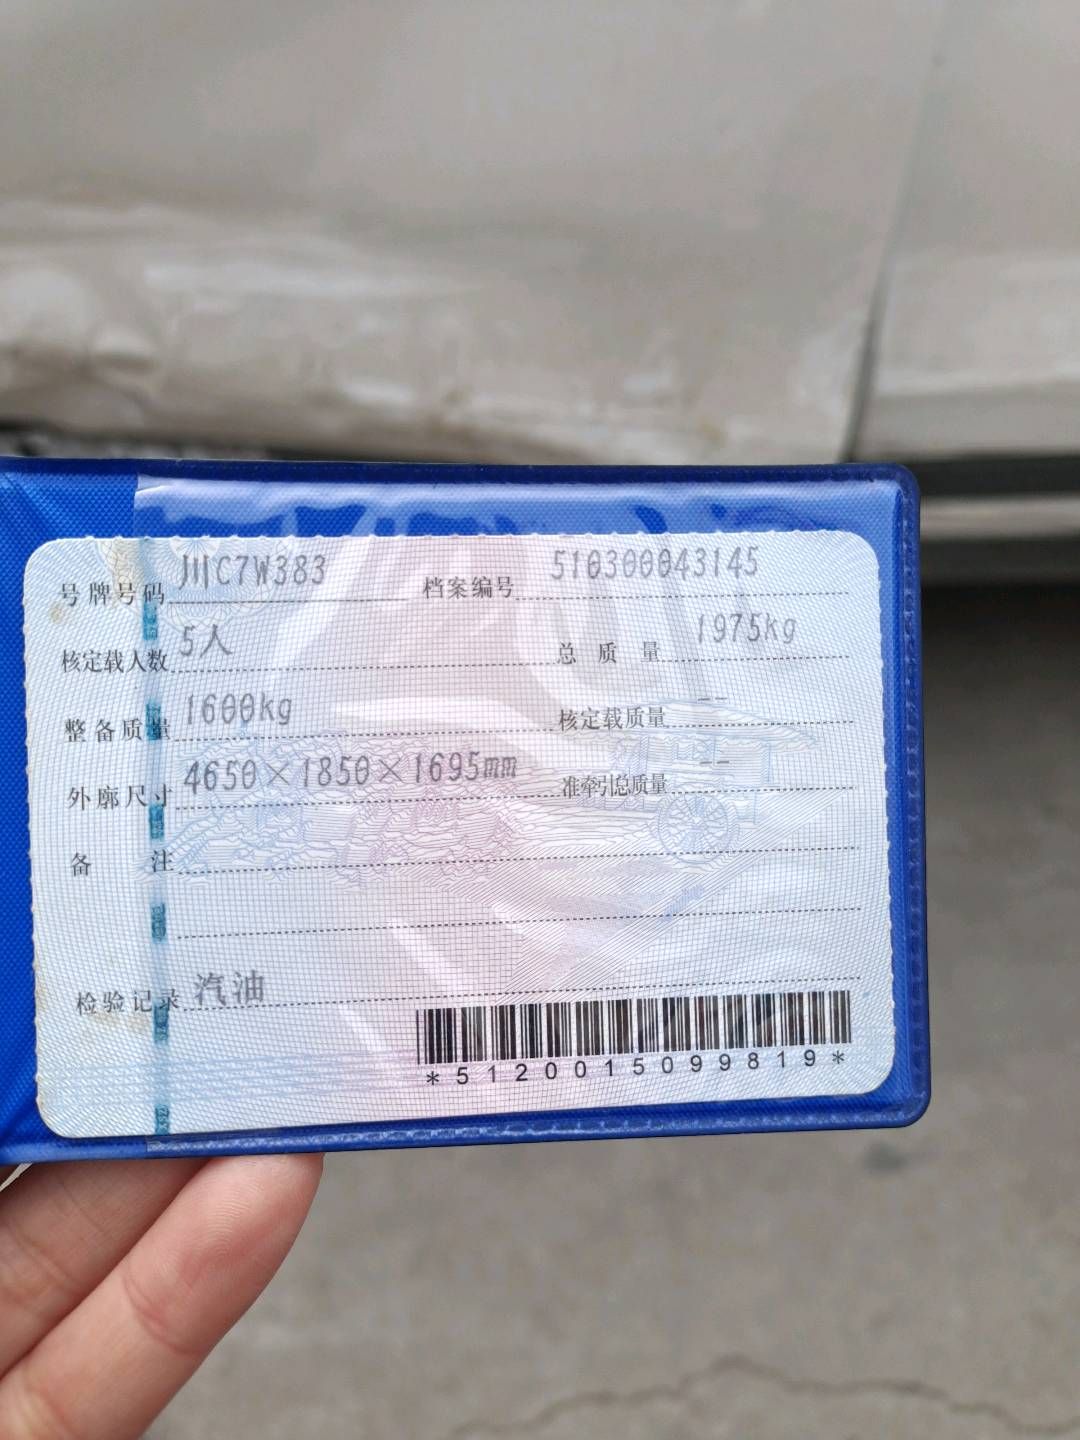 号牌号码 川C7W383 档案编号 510300043145
核定载人数 5人 总质量 1975kg
整备质量 1600kg 核定载质量 --
外廓尺寸 4650×1850×1695mm 准牵引总质量 --
备注
检验记录 汽油
*5120015099819*